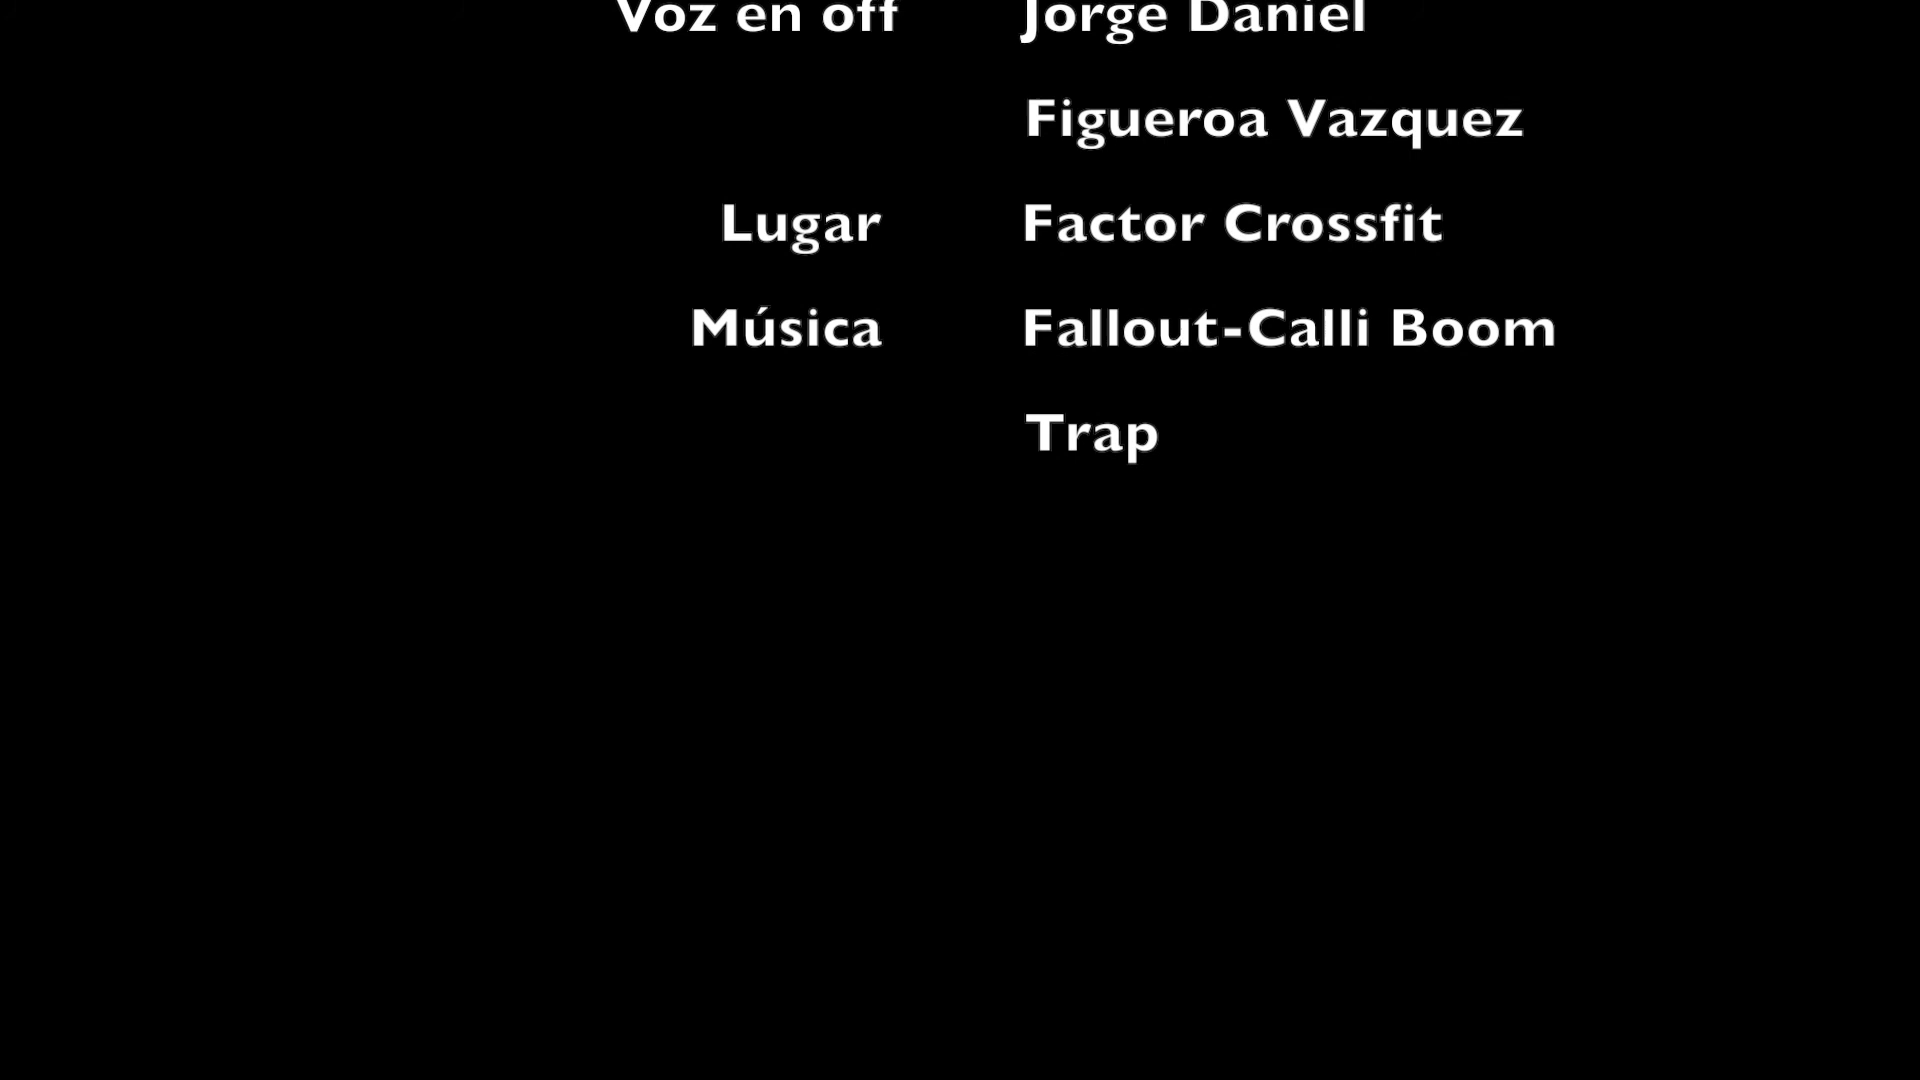 Voz en off Jorge Daniel
Figueroa Vazquez
Lugar Factor Crossfit
Música Fallout-Calli Boom
Trap